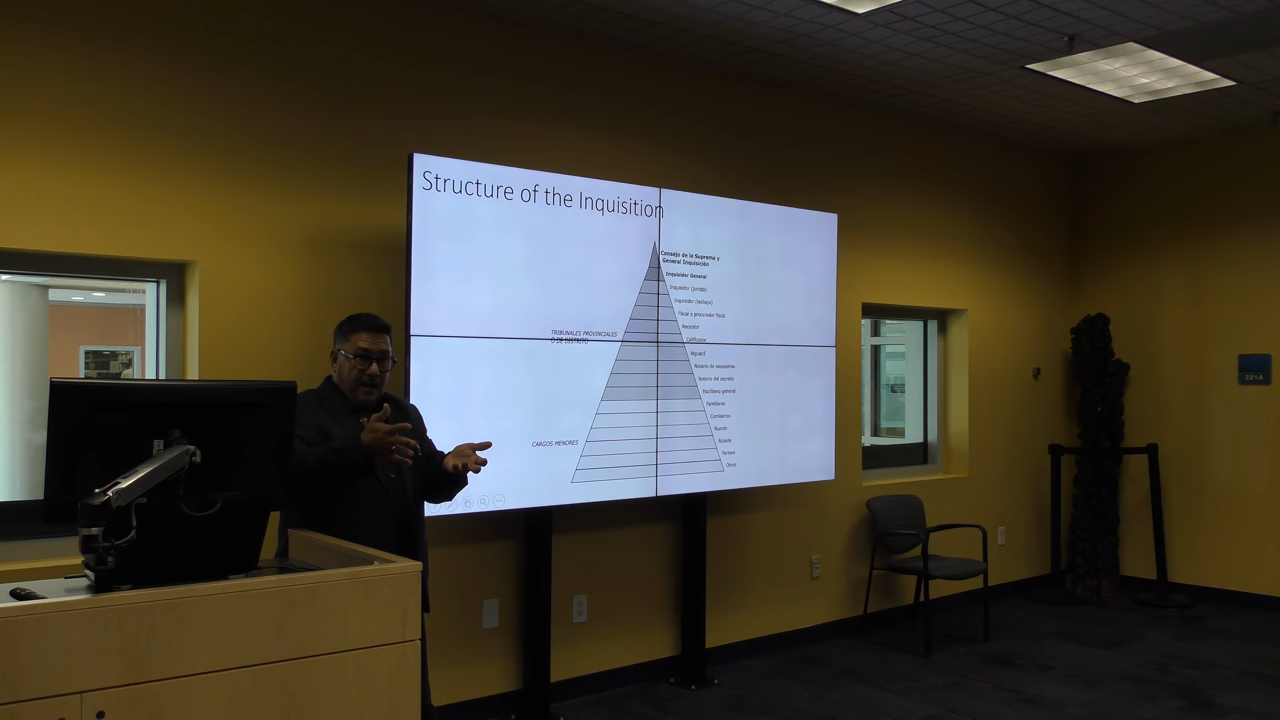 Structure of the Inquisition
Consejo de la Suprema y
General Inquisición
Inquisidor General
Inquisidor (jurista)
Inquisidor (teólogo)
Fiscal o procurador fiscal
Receptor
TRIBUNALES PROVINCIALES
O DE DISTRITO
Calificador
Alguacil
Notario de secuestros
Notario del secreto
Escribano general
Familiares
Comisarios
Nuncio
CARGOS MENORES
Alcaide
Portero
Otros
221A